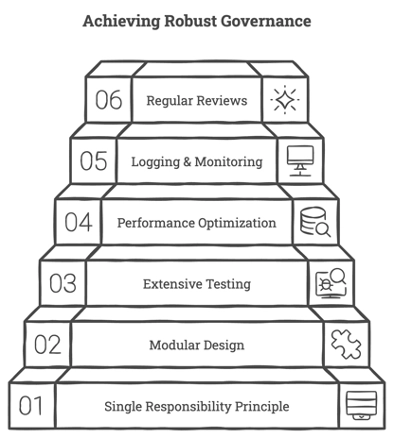 Achieving Robust Governance
06 Regular Reviews
05 Logging & Monitoring
04 Performance Optimization
03 Extensive Testing
02 Modular Design
01 Single Responsibility Principle